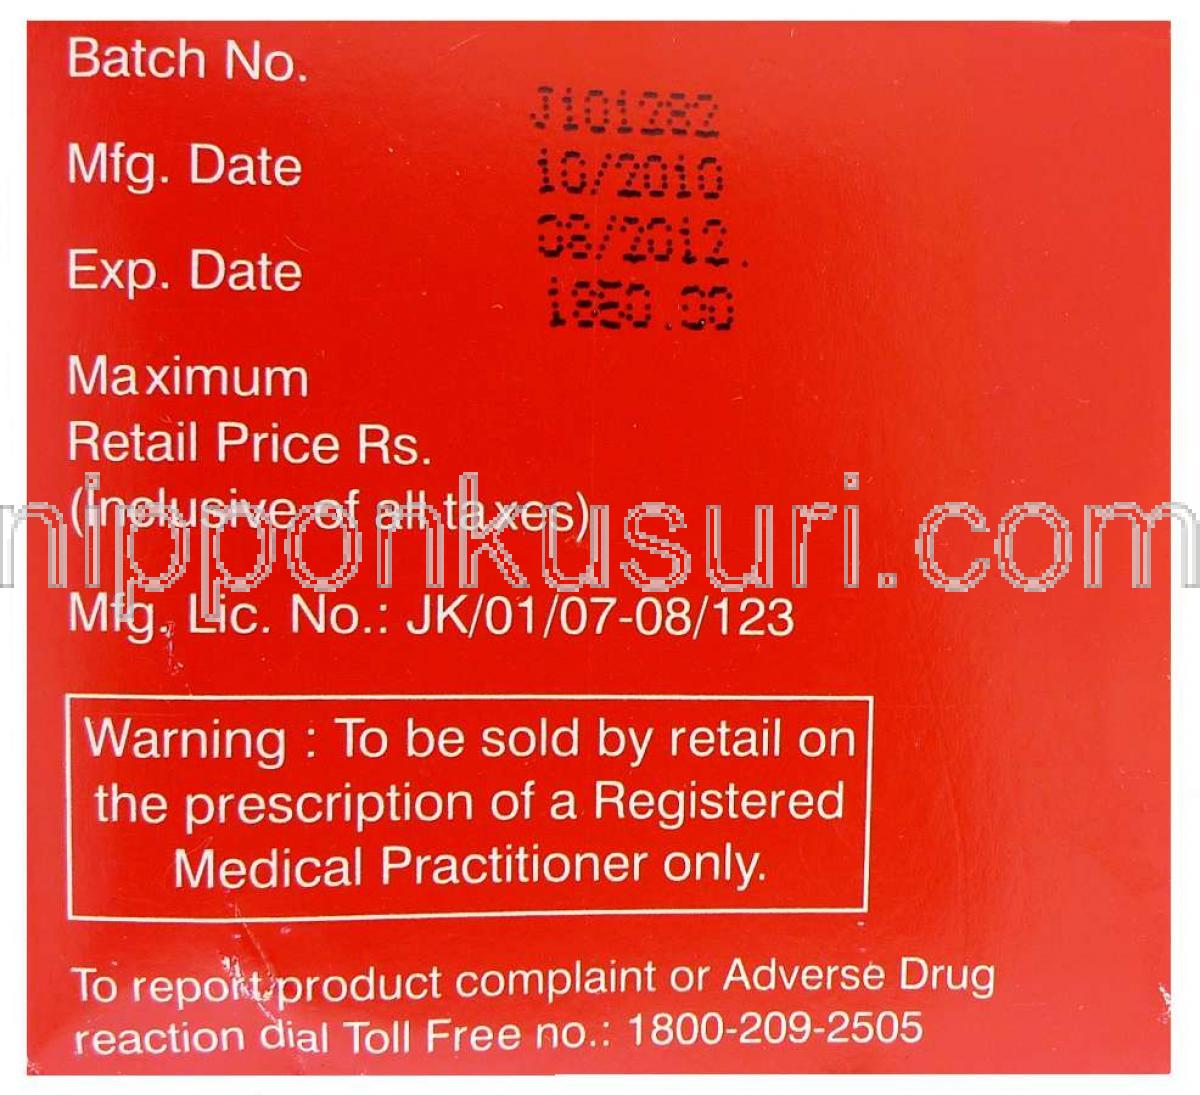 Batch No.
J101282
Mfg. Date
10/2010
Exp. Date
08/2012.
1850.00
Maximum
Retail Price Rs.
(Inclusive of all taxes)
nipponkusuri.com
Mfg. Lic. No.: JK/01/07-08/123
Warning : To be sold by retail on
the prescription of a Registered
Medical Practitioner only.
To report product complaint or Adverse Drug
reaction dial Toll Free no.: 1800-209-2505